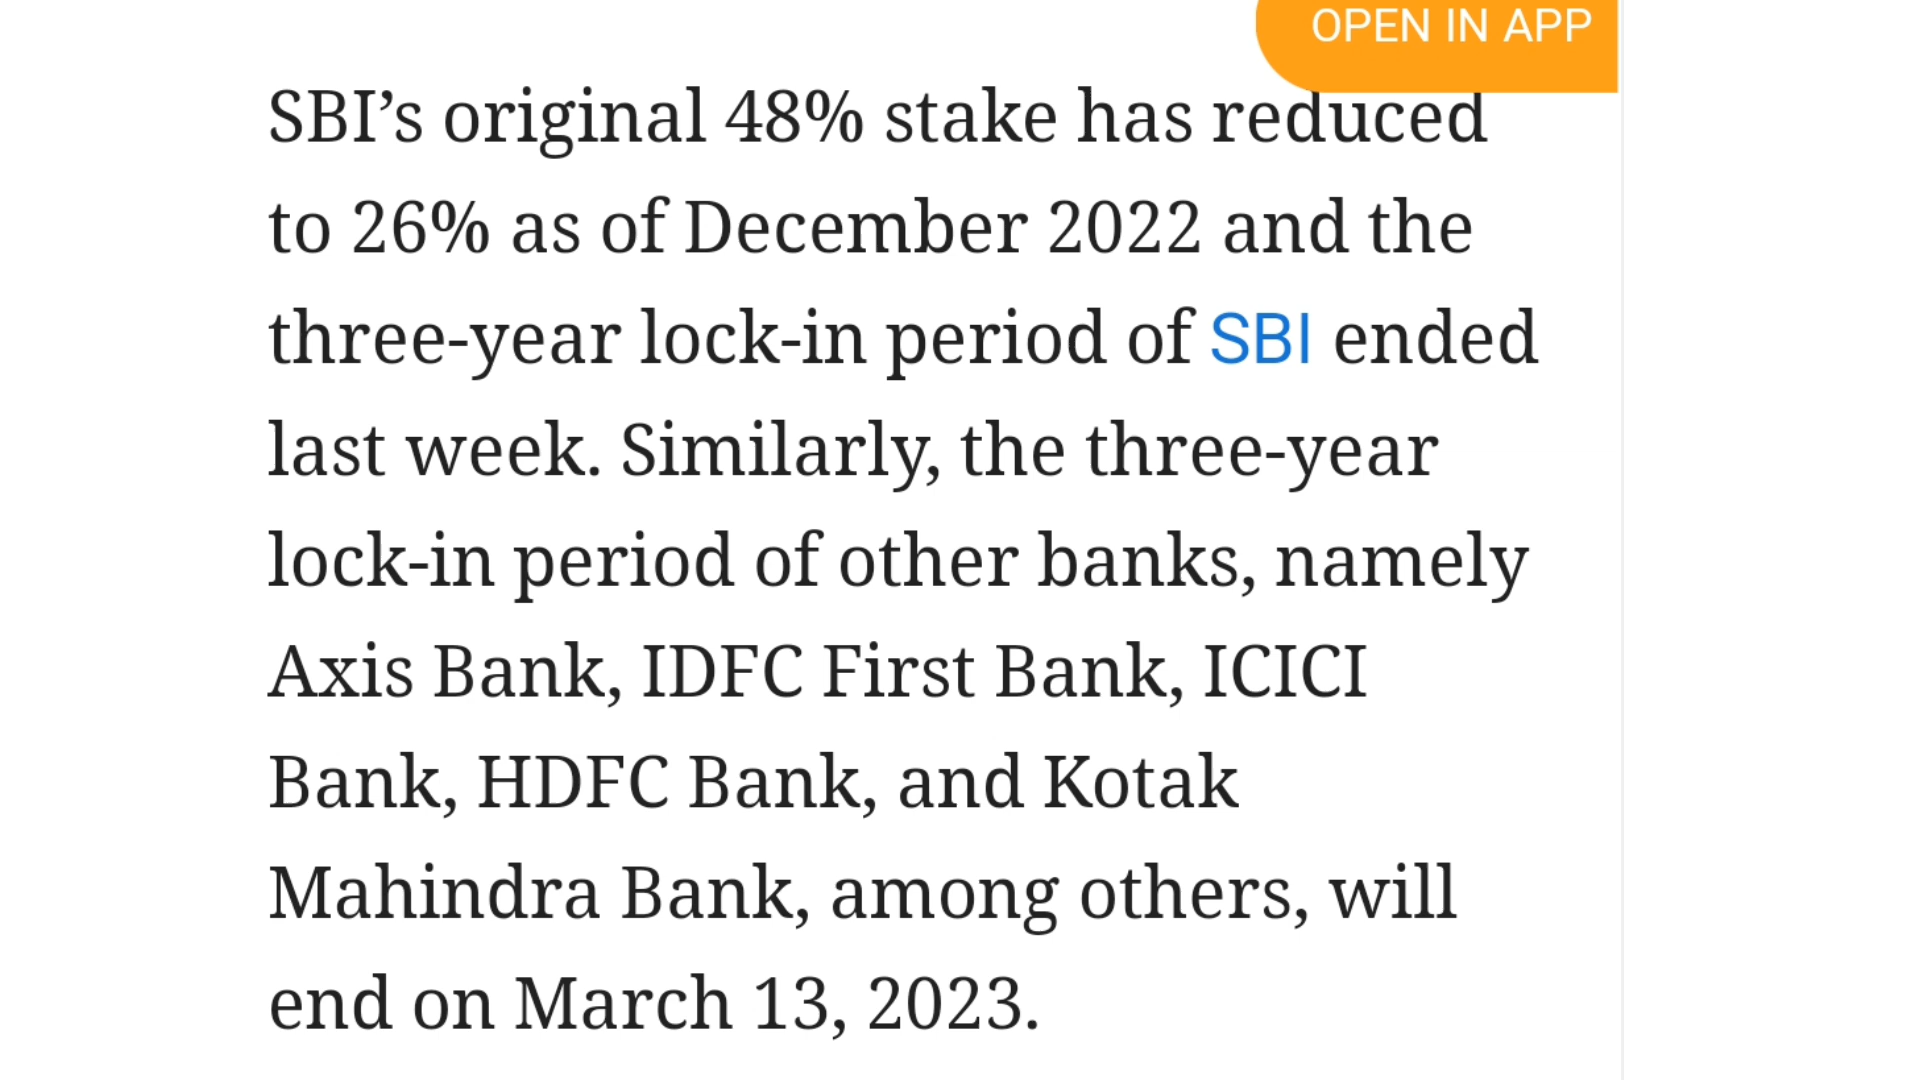 OPEN IN APP
SBI’s original 48% stake has reduced
to 26% as of December 2022 and the
three-year lock-in period of SBI ended
last week. Similarly, the three-year
lock-in period of other banks, namely
Axis Bank, IDFC First Bank, ICICI
Bank, HDFC Bank, and Kotak
Mahindra Bank, among others, will
end on March 13, 2023.